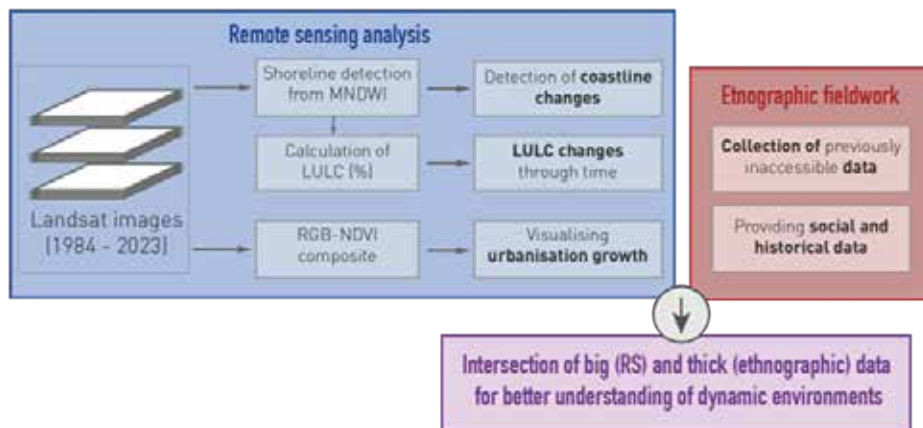 Remote sensing analysis
Landsat images
(1984 - 2023)
Shoreline detection
from MNDWI
Detection of coastline
changes
Calculation of
LULC (%)
LULC changes
through time
RGB-NDVI
composite
Visualising
urbanisation growth
Etnographic fieldwork
Collection of previously
inaccessible data
Providing social and
historical data
Intersection of big (RS) and thick (ethnographic) data
for better understanding of dynamic environments